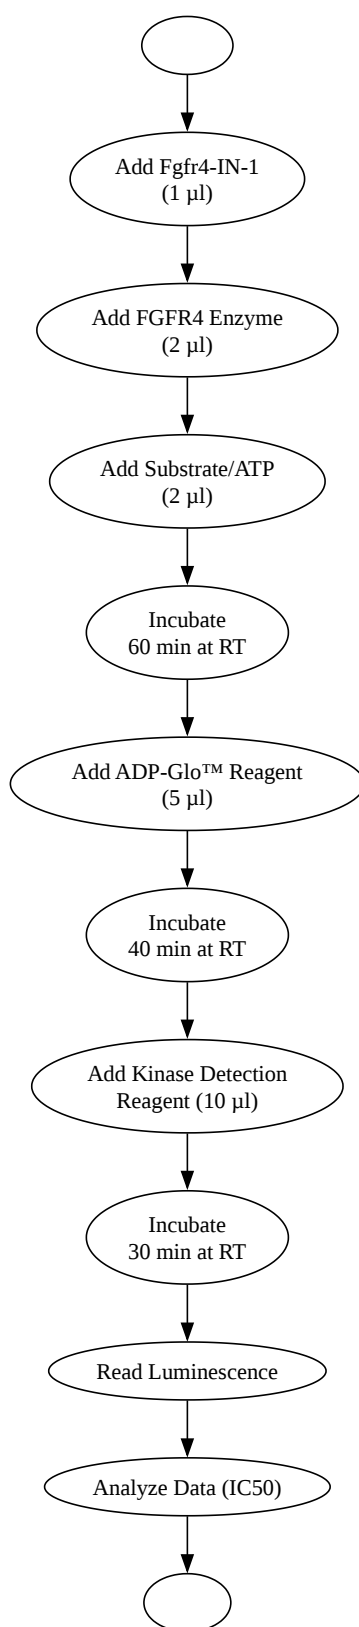 Add Fgfr4-IN-1
(1 µl)
Add FGFR4 Enzyme
(2 µl)
Add Substrate/ATP
(2 µl)
Incubate
60 min at RT
Add ADP-Glo™ Reagent
(5 µl)
Incubate
40 min at RT
Add Kinase Detection
Reagent (10 µl)
Incubate
30 min at RT
Read Luminescence
Analyze Data (IC50)